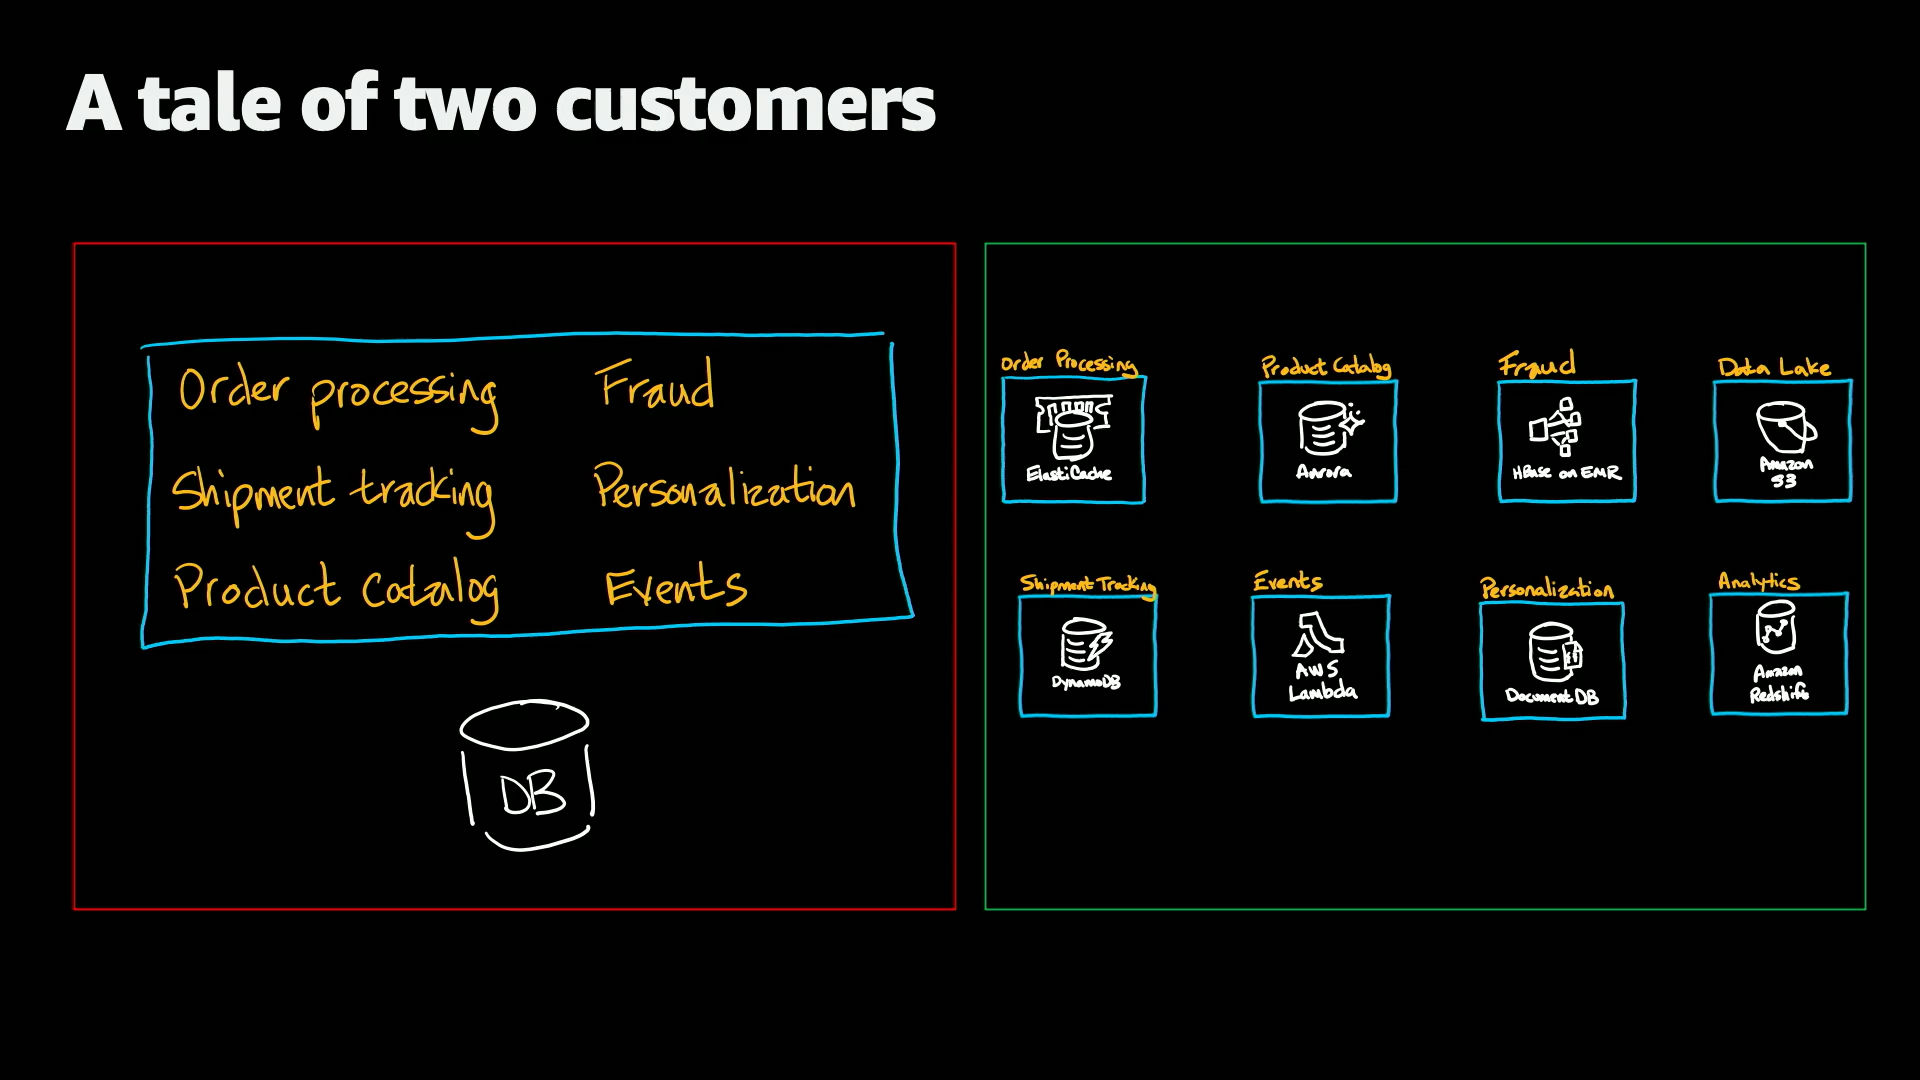 A tale of two customers
Order processing
Fraud
Shipment tracking
Personalization
Product Catalog
Events
DB
Order Processing
ElastiCache
Product Catalog
Aurora
Fraud
HBase on EMR
Data Lake
Amazon
S3
Shipment Tracking
DynamoDB
Events
AWS
Lambda
Personalization
DocumentDB
Analytics
Amazon
Redshift